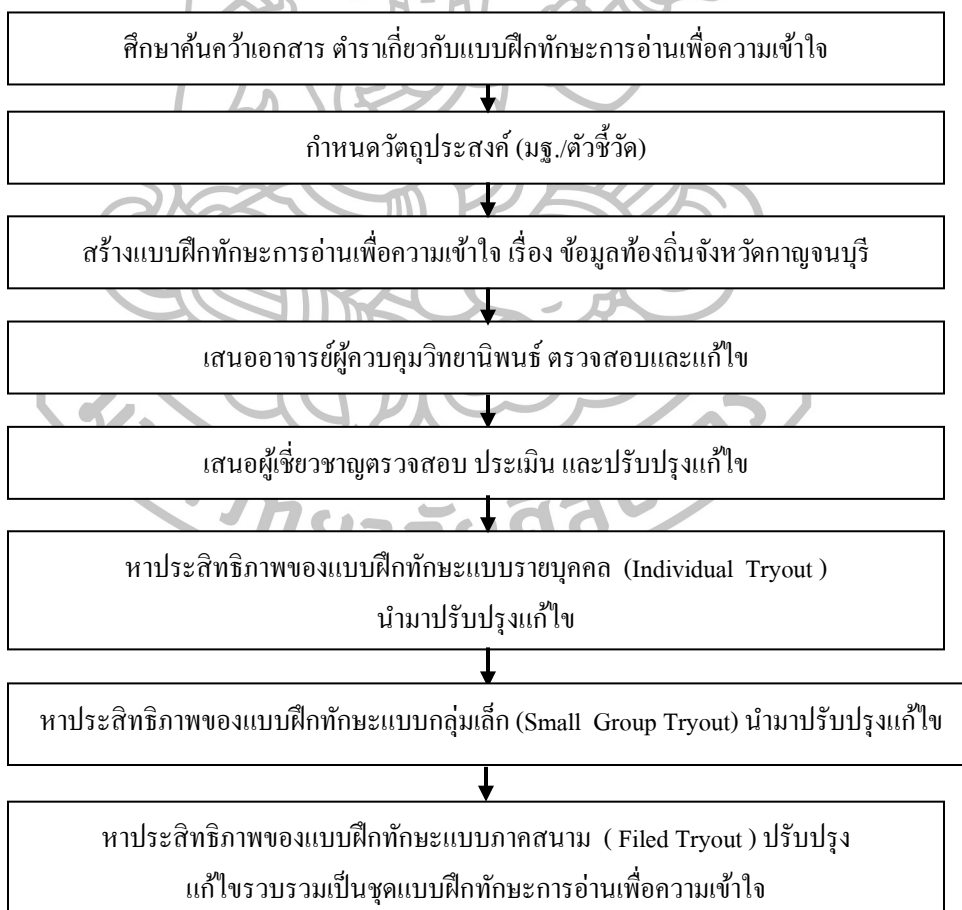 ศึกษาค้นคว้าเอกสาร ตำราเกี่ยวกับแบบฝึกทักษะการอ่านเพื่อความเข้าใจ
กำหนดวัตถุประสงค์ (มฐ./ตัวชี้วัด)
สร้างแบบฝึกทักษะการอ่านเพื่อความเข้าใจ เรื่อง ข้อมูลท้องถิ่นจังหวัดกาญจนบุรี
เสนออาจารย์ผู้ควบคุมวิทยานิพนธ์ ตรวจสอบและแก้ไข
เสนอผู้เชี่ยวชาญตรวจสอบ ประเมิน และปรับปรุงแก้ไข
หาประสิทธิภาพของแบบฝึกทักษะแบบรายบุคคล (Individual Tryout )
นำมาปรับปรุงแก้ไข
หาประสิทธิภาพของแบบฝึกทักษะแบบกลุ่มเล็ก (Small Group Tryout) นำมาปรับปรุงแก้ไข
หาประสิทธิภาพของแบบฝึกทักษะแบบภาคสนาม ( Filed Tryout ) ปรับปรุง
แก้ไขรวบรวมเป็นชุดแบบฝึกทักษะการอ่านเพื่อความเข้าใจ